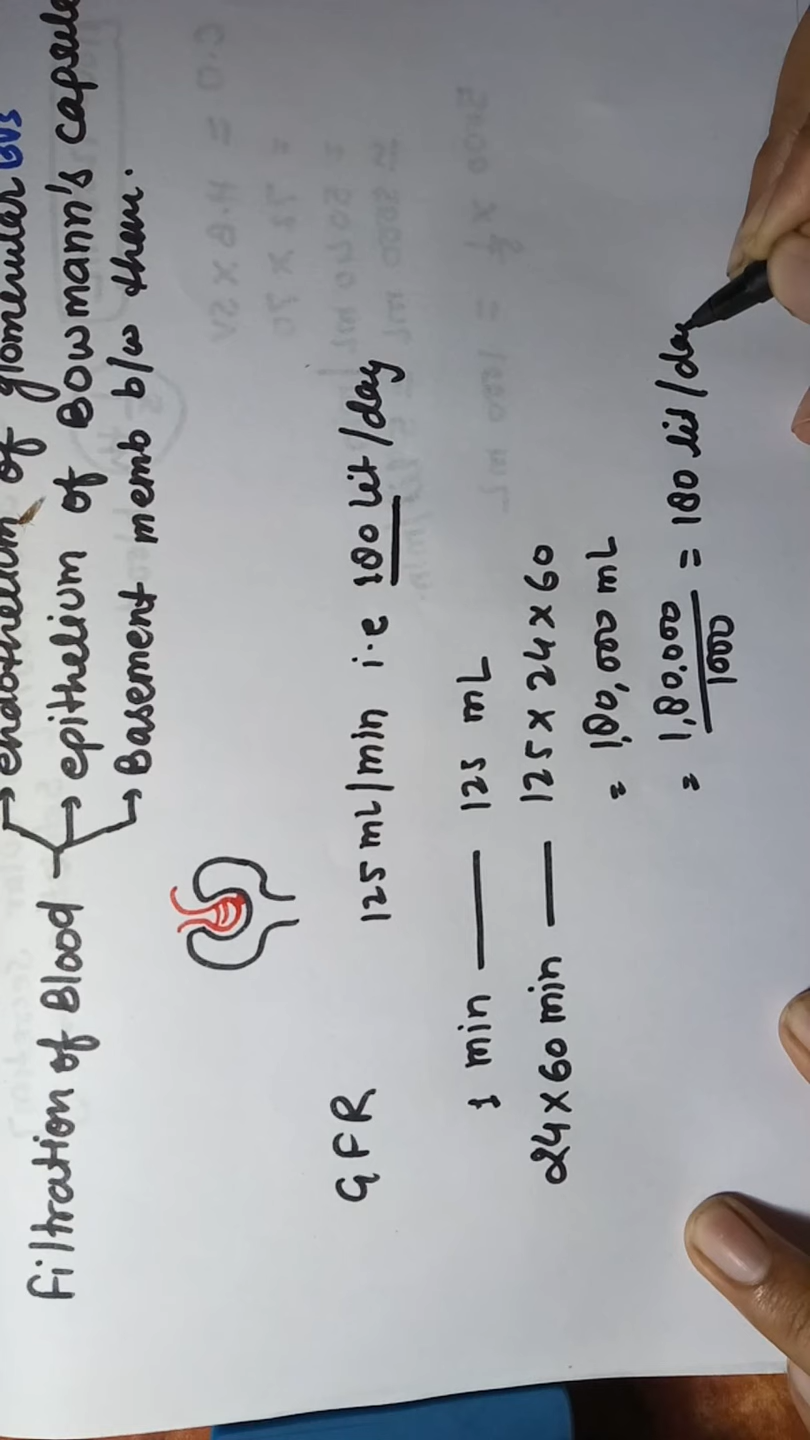 → endothelium of glomerular BVs
Filtration of Blood → epithelium of Bowmann's capsule
→ Basement memb b/w them.
GFR 125 mL/min i.e 180 lit/day
1 min — 125 mL
24×60 min — 125 × 24 × 60
= 1,80,000 mL
= 1,80,000 / 1000 = 180 lit/day